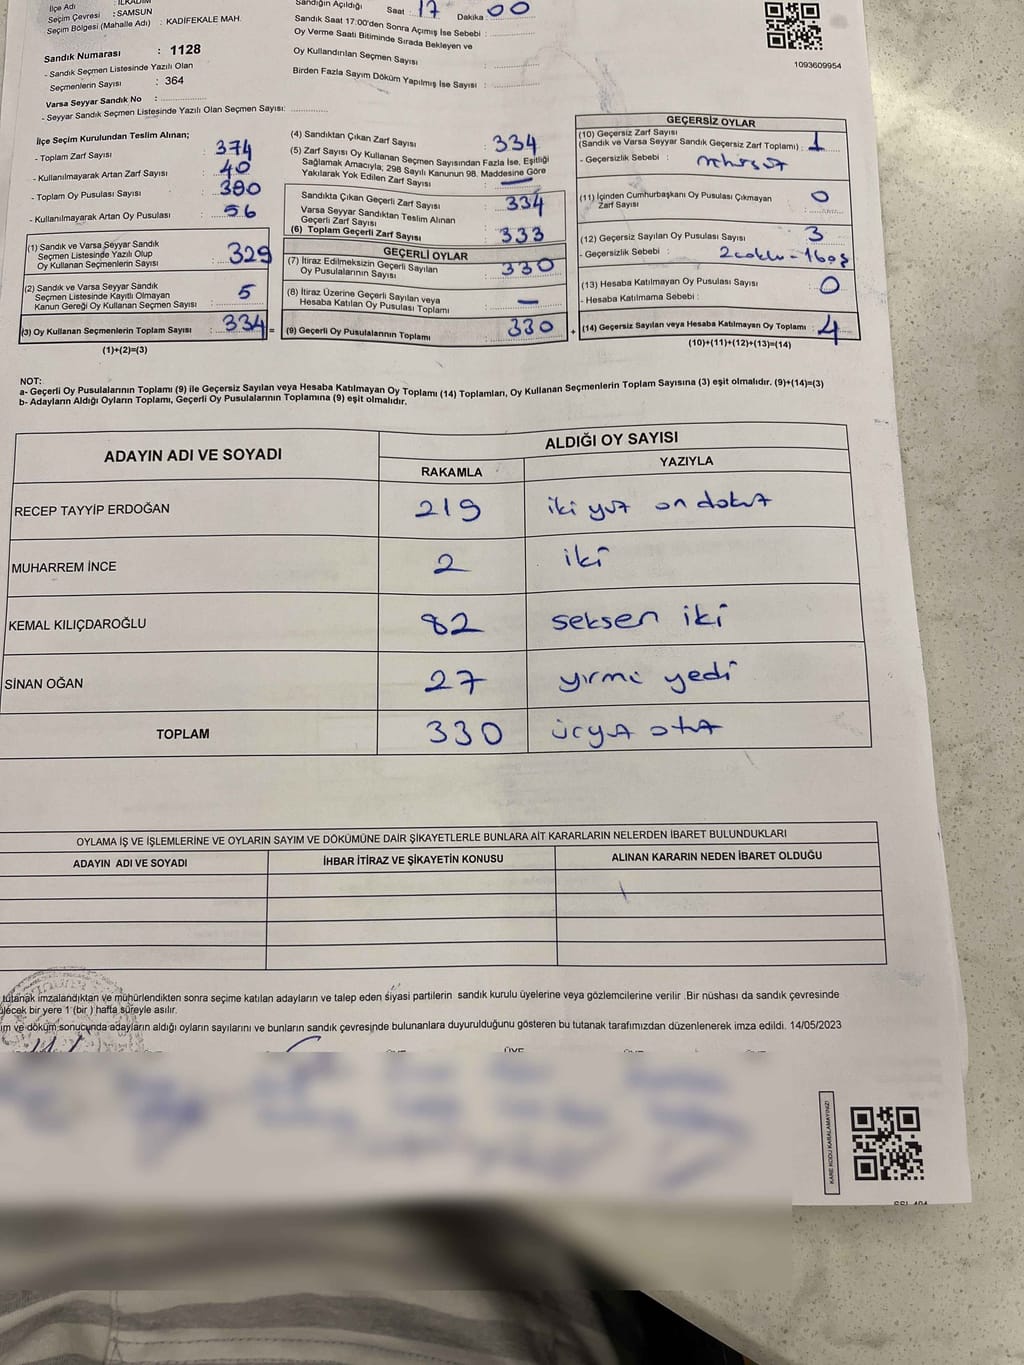 İlçe Adı : İLKADIM
Seçim Çevresi : SAMSUN
Seçim Bölgesi (Mahalle Adı) : KADİFEKALE MAH.
Sandık Numarası : 1128
- Sandık Seçmen Listesinde Yazılı Olan
Seçmenlerin Sayısı : 364
Varsa Seyyar Sandık No :
- Seyyar Sandık Seçmen Listesinde Yazılı Olan Seçmen Sayısı:
Sandığın Açıldığı Saat : 17 Dakika : 00
Sandık Saat 17:00'den Sonra Açımış İse Sebebi :
Oy Verme Saati Bitiminde Sırada Bekleyen ve
Oy Kullandırılan Seçmen Sayısı :
Birden Fazla Sayım Döküm Yapılmış İse Sayısı :
1093609954
İlçe Seçim Kurulundan Teslim Alınan;
- Toplam Zarf Sayısı : 374
- Kullanılmayarak Artan Zarf Sayısı : 40
- Toplam Oy Pusulası Sayısı : 380
- Kullanılmayarak Artan Oy Pusulası : 56
(1) Sandık ve Varsa Seyyar Sandık
Seçmen Listesinde Yazılı Olup
Oy Kullanan Seçmenlerin Sayısı : 329
(2) Sandık ve Varsa Seyyar Sandık
Seçmen Listesinde Kayıtlı Olmayan
Kanun Gereği Oy Kullanan Seçmen Sayısı : 5
(3) Oy Kullanan Seçmenlerin Toplam Sayısı : 334 =
(1)+(2)=(3)
(4) Sandıktan Çıkan Zarf Sayısı : 334
(5) Zarf Sayısı Oy Kullanan Seçmen Sayısından Fazla İse, Eşitliği
Sağlamak Amacıyla, 298 Sayılı Kanunun 98. Maddesine Göre
Yakılarak Yok Edilen Zarf Sayısı : —
Sandıkta Çıkan Geçerli Zarf Sayısı : 334
Varsa Seyyar Sandıktan Teslim Alınan
Geçerli Zarf Sayısı
(6) Toplam Geçerli Zarf Sayısı : 333
GEÇERLİ OYLAR
(7) İtiraz Edilmeksizin Geçerli Sayılan
Oy Pusulalarının Sayısı : 330
(8) İtiraz Üzerine Geçerli Sayılan veya
Hesaba Katılan Oy Pusulası Toplamı : —
(9) Geçerli Oy Pusulalarının Toplamı : 330 +
GEÇERSİZ OYLAR
(10) Geçersiz Zarf Sayısı
(Sandık ve Varsa Seyyar Sandık Geçersiz Zarf Toplamı) : 1
- Geçersizlik Sebebi : mühürsüz
(11) İçinden Cumhurbaşkanı Oy Pusulası Çıkmayan
Zarf Sayısı : 0
(12) Geçersiz Sayılan Oy Pusulası Sayısı : 3
- Geçersizlik Sebebi : 2 çoklu - 1 boş
(13) Hesaba Katılmayan Oy Pusulası Sayısı : 0
- Hesaba Katılmama Sebebi :
(14) Geçersiz Sayılan veya Hesaba Katılmayan Oy Toplamı : 4
(10)+(11)+(12)+(13)=(14)
NOT:
a- Geçerli Oy Pusulalarının Toplamı (9) ile Geçersiz Sayılan veya Hesaba Katılmayan Oy Toplamı (14) Toplamları, Oy Kullanan Seçmenlerin Toplam Sayısına (3) eşit olmalıdır. (9)+(14)=(3)
b- Adayların Aldığı Oyların Toplamı, Geçerli Oy Pusulalarının Toplamına (9) eşit olmalıdır.
ADAYIN ADI VE SOYADI
ALDIĞI OY SAYISI
RAKAMLA YAZIYLA
RECEP TAYYİP ERDOĞAN 219 iki yüz on dokuz
MUHARREM İNCE 2 iki
KEMAL KILIÇDAROĞLU 82 seksen iki
SİNAN OĞAN 27 yirmi yedi
TOPLAM 330 üçyüz otuz
OYLAMA İŞ VE İŞLEMLERİNE VE OYLARIN SAYIM VE DÖKÜMÜNE DAİR ŞİKAYETLERLE BUNLARA AİT KARARLARIN NELERDEN İBARET BULUNDUKLARI
ADAYIN ADI VE SOYADI İHBAR İTİRAZ VE ŞİKAYETİN KONUSU ALINAN KARARIN NEDEN İBARET OLDUĞU
tutanak imzalandıktan ve mühürlendikten sonra seçime katılan adayların ve talep eden siyasi partilerin sandık kurulu üyelerine veya gözlemcilerine verilir .Bir nüshası da sandık çevresinde
bir yere 1 (bir ) hafta süreyle asılır.
ve döküm sonucunda adayların aldığı oyların sayılarını ve bunların sandık çevresinde bulunanlara duyurulduğunu gösteren bu tutanak tarafımızdan düzenlenerek imza edildi. 14/05/2023
ÜYE
KARE KODU KARALAMAYINIZ!